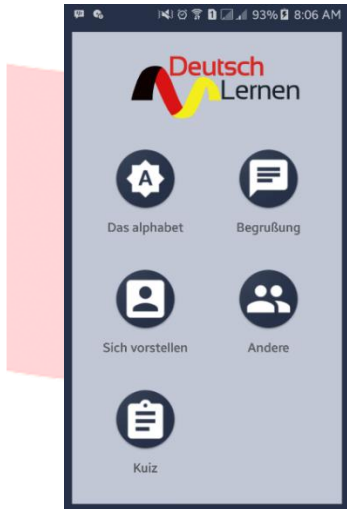 93% 8:06 AM
Deutsch
Lernen
A
Das alphabet Begrußung
Sich vorstellen Andere
Kuiz